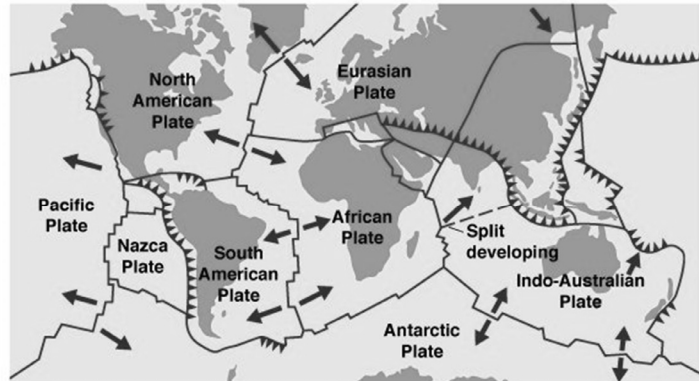 North
American
Plate
Eurasian
Plate
Pacific
Plate
Nazca
Plate
South
American
Plate
African
Plate
Split
developing
Indo-Australian
Plate
Antarctic
Plate